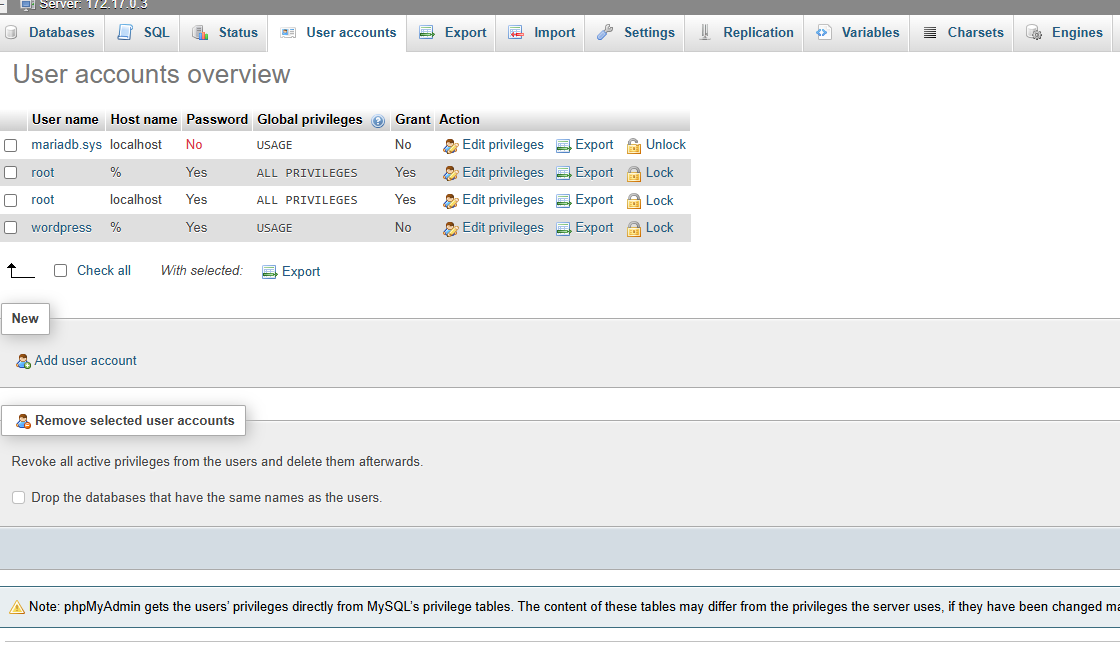 Server: 172.17.0.3
Databases SQL Status User accounts Export Import Settings Replication Variables Charsets Engines
User accounts overview
User name Host name Password Global privileges Grant Action
mariadb.sys localhost No USAGE No Edit privileges Export Unlock
root % Yes ALL PRIVILEGES Yes Edit privileges Export Lock
root localhost Yes ALL PRIVILEGES Yes Edit privileges Export Lock
wordpress % Yes USAGE No Edit privileges Export Lock
Check all With selected: Export
New
Add user account
Remove selected user accounts
Revoke all active privileges from the users and delete them afterwards.
Drop the databases that have the same names as the users.
Note: phpMyAdmin gets the users’ privileges directly from MySQL’s privilege tables. The content of these tables may differ from the privileges the server uses, if they have been changed